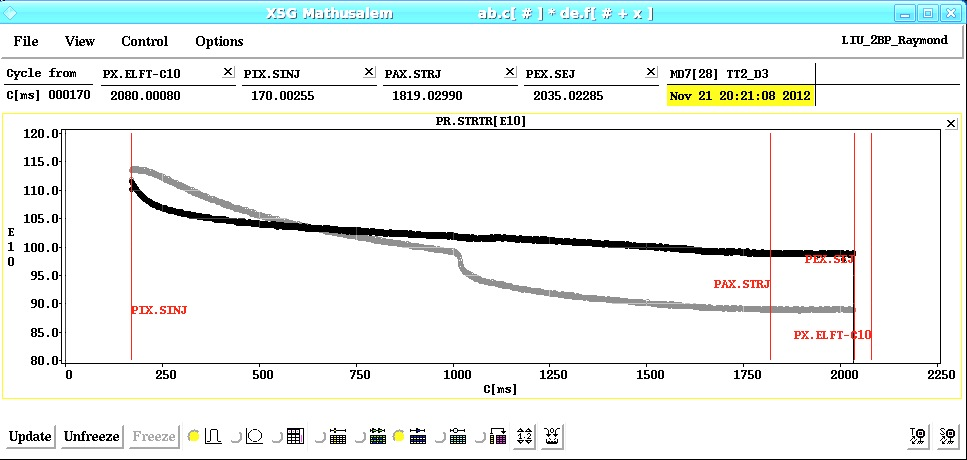 XSG Mathusalem ab.c[ # ] * de.f[ # + x ]
File View Control Options LIU_2BP_Raymond
Cycle from PX.ELFT-C10 PIX.SINJ PAX.STRJ PEX.SEJ MD7[28] TT2_D3
C[ms] 000170 2080.00080 170.00255 1819.02990 2035.02285 Nov 21 20:21:08 2012
PR.STRTR[E10]
120.0
115.0
110.0
105.0
E10
100.0
95.0
90.0
85.0
80.0
PEX.SEJ
PAX.STRJ
PIX.SINJ
PX.ELFT-C10
0 250 500 750 1000 1250 1500 1750 2000 2250
C[ms]
Update Unfreeze Freeze 1.2